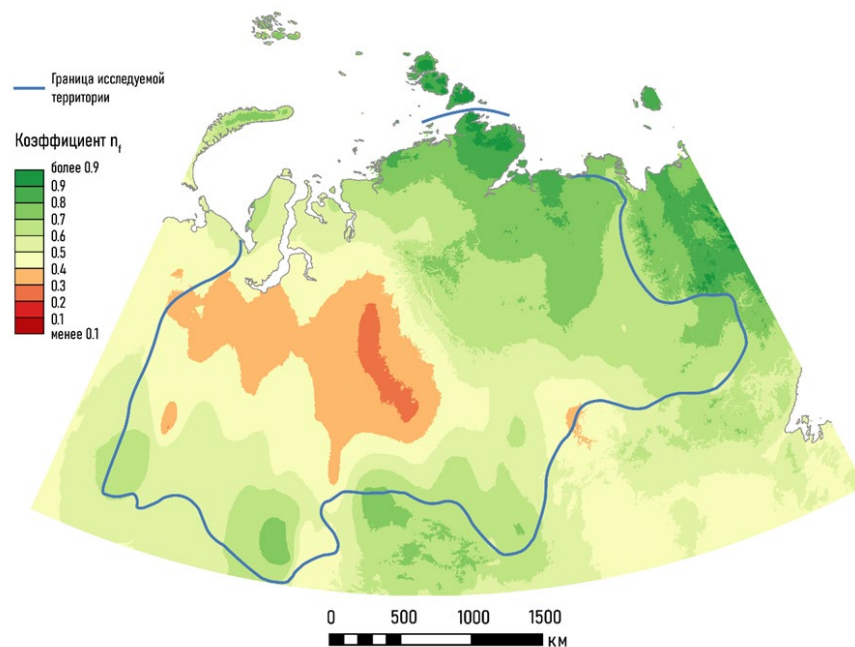 Граница исследуемой
территории
Коэффициент nf
более 0.9
0.9
0.8
0.7
0.6
0.5
0.4
0.3
0.2
0.1
менее 0.1
0 500 1000 1500
КМ